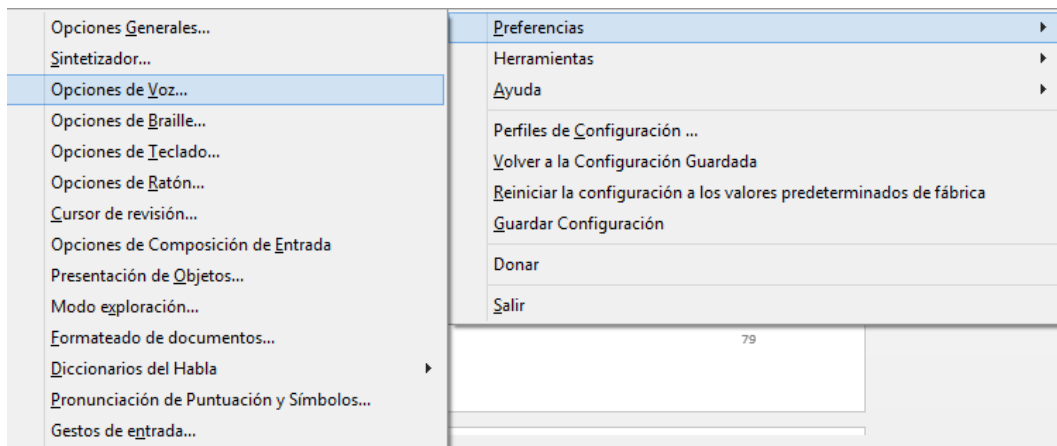 Opciones Generales...
Sintetizador...
Opciones de Voz...
Opciones de Braille...
Opciones de Teclado...
Opciones de Ratón...
Cursor de revisión...
Opciones de Composición de Entrada
Presentación de Objetos...
Modo exploración...
Formateado de documentos...
Diccionarios del Habla
Pronunciación de Puntuación y Símbolos...
Gestos de entrada...
Preferencias
Herramientas
Ayuda
Perfiles de Configuración ...
Volver a la Configuración Guardada
Reiniciar la configuración a los valores predeterminados de fábrica
Guardar Configuración
Donar
Salir
79